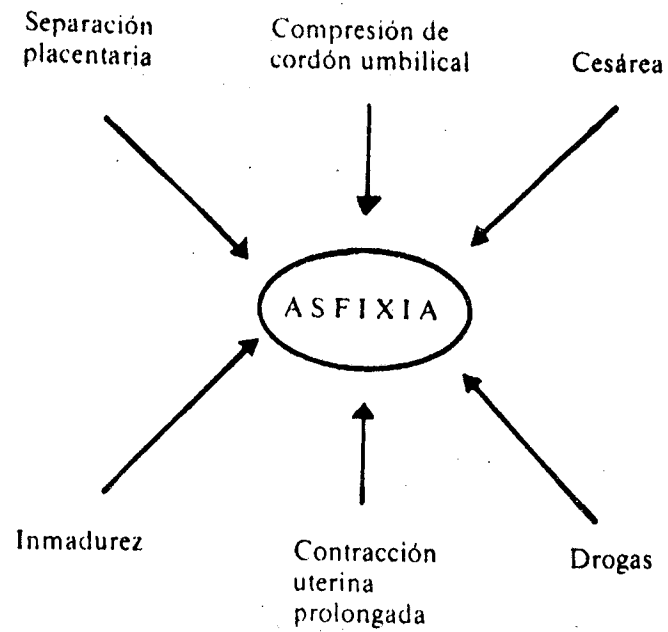 Separación
placentaria
Compresión de
cordón umbilical
Cesárea
ASFIXIA
Inmadurez
Contracción
uterina
prolongada
Drogas